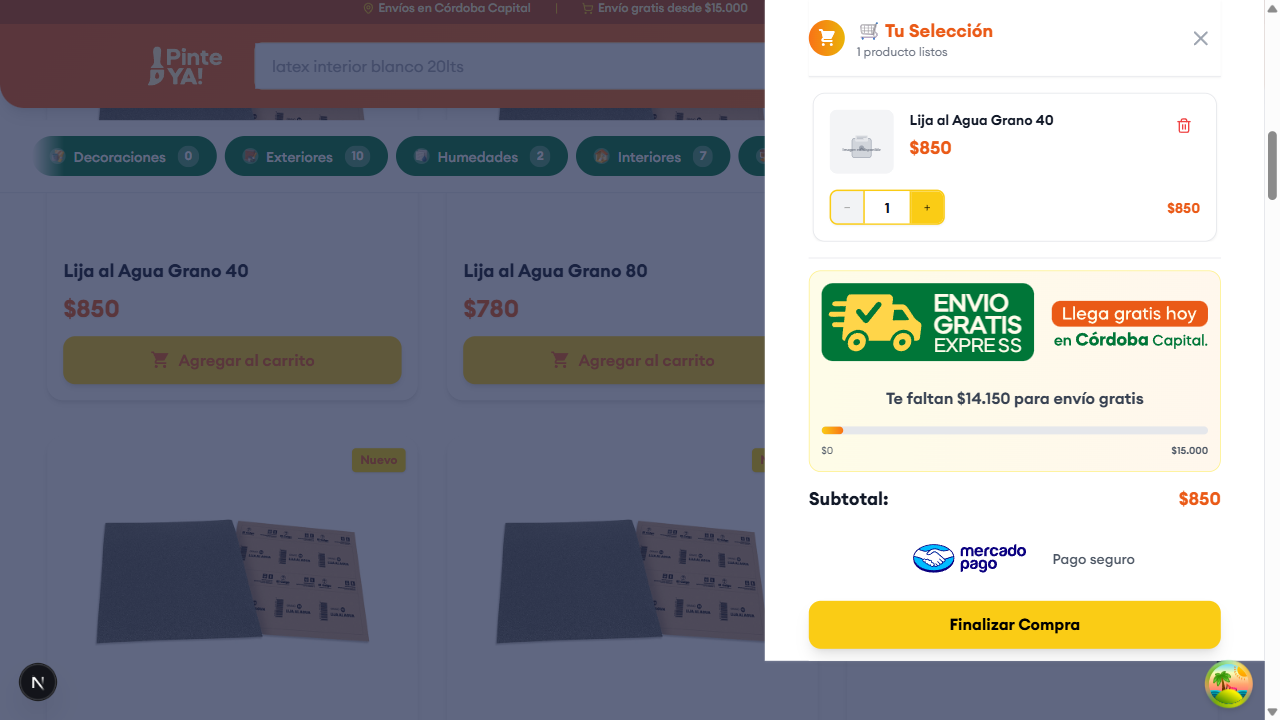 Envíos en Córdoba Capital
Envío gratis desde $15.000
Pinte
YA!
latex interior blanco 20lts
Decoraciones 0
Exteriores 10
Humedades 2
Interiores 7
Lija al Agua Grano 40
$850
Agregar al carrito
Lija al Agua Grano 80
$780
Agregar al carrito
Nuevo
N
Tu Selección
1 producto listos
Lija al Agua Grano 40
$850
− 1 +
$850
ENVIO
GRATIS
EXPRESS
Llega gratis hoy
en Córdoba Capital.
Te faltan $14.150 para envío gratis
$0
$15.000
Subtotal:
$850
mercado
pago
Pago seguro
Finalizar Compra